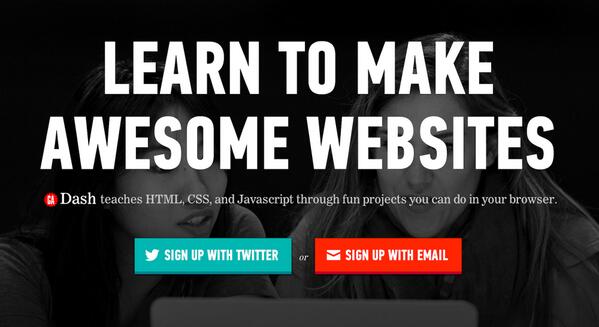 LEARN TO MAKE
AWESOME WEBSITES
GA Dash teaches HTML, CSS, and Javascript through fun projects you can do in your browser.
SIGN UP WITH TWITTER or SIGN UP WITH EMAIL